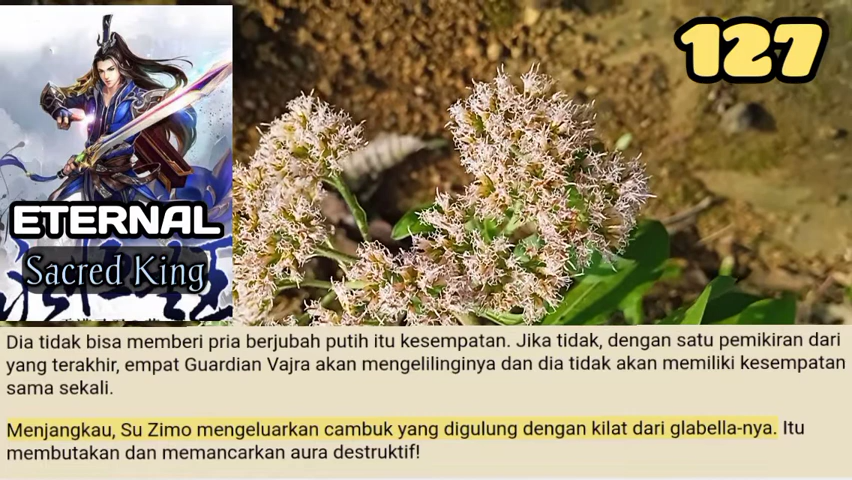 127
ETERNAL
Sacred King
Dia tidak bisa memberi pria berjubah putih itu kesempatan. Jika tidak, dengan satu pemikiran dari
yang terakhir, empat Guardian Vajra akan mengelilinginya dan dia tidak akan memiliki kesempatan
sama sekali.
Menjangkau, Su Zimo mengeluarkan cambuk yang digulung dengan kilat dari glabella-nya. Itu
membutakan dan memancarkan aura destruktif!